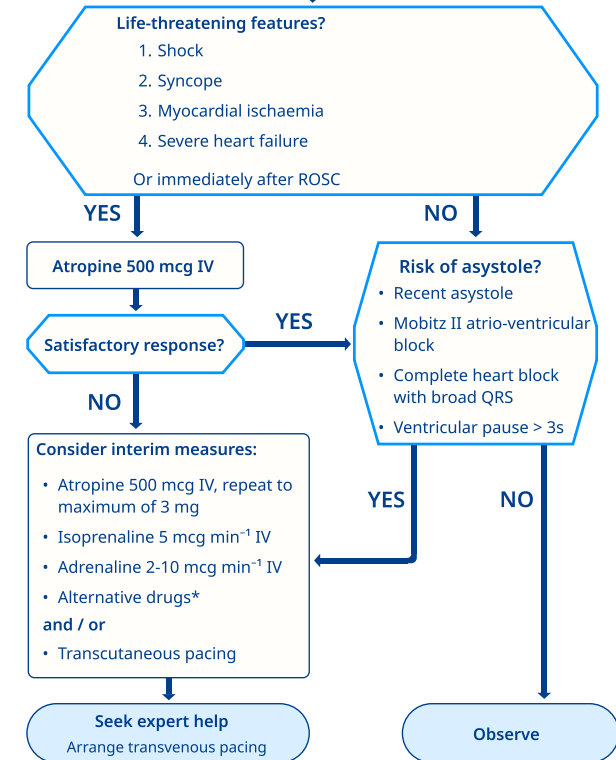 Life-threatening features?
1. Shock
2. Syncope
3. Myocardial ischaemia
4. Severe heart failure
Or immediately after ROSC
YES
NO
Atropine 500 mcg IV
Satisfactory response?
YES
Risk of asystole?
• Recent asystole
• Mobitz II atrio-ventricular
block
• Complete heart block
with broad QRS
• Ventricular pause > 3s
NO
Consider interim measures:
• Atropine 500 mcg IV, repeat to
maximum of 3 mg
• Isoprenaline 5 mcg min⁻¹ IV
• Adrenaline 2-10 mcg min⁻¹ IV
• Alternative drugs*
and / or
• Transcutaneous pacing
YES
NO
Seek expert help
Arrange transvenous pacing
Observe